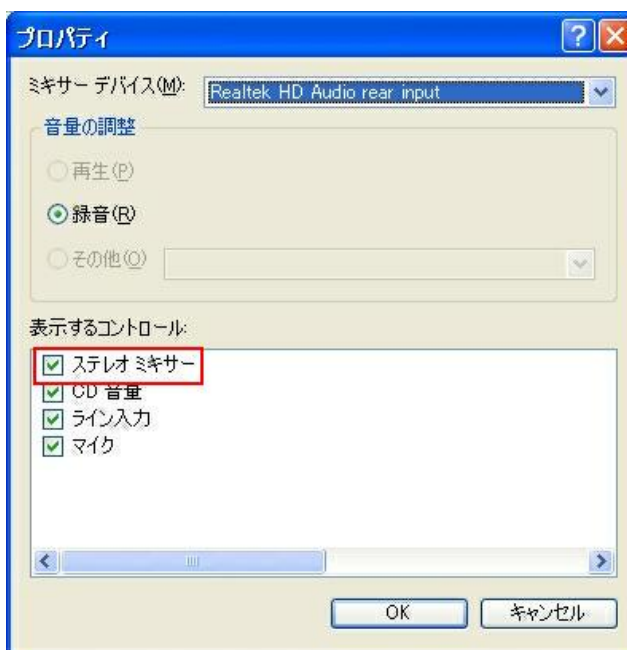 プロパティ
ミキサー デバイス(M): Realtek HD Audio rear input
音量の調整
再生(P)
録音(R)
その他(O)
表示するコントロール:
ステレオ ミキサー
CD 音量
ライン入力
マイク
OK キャンセル